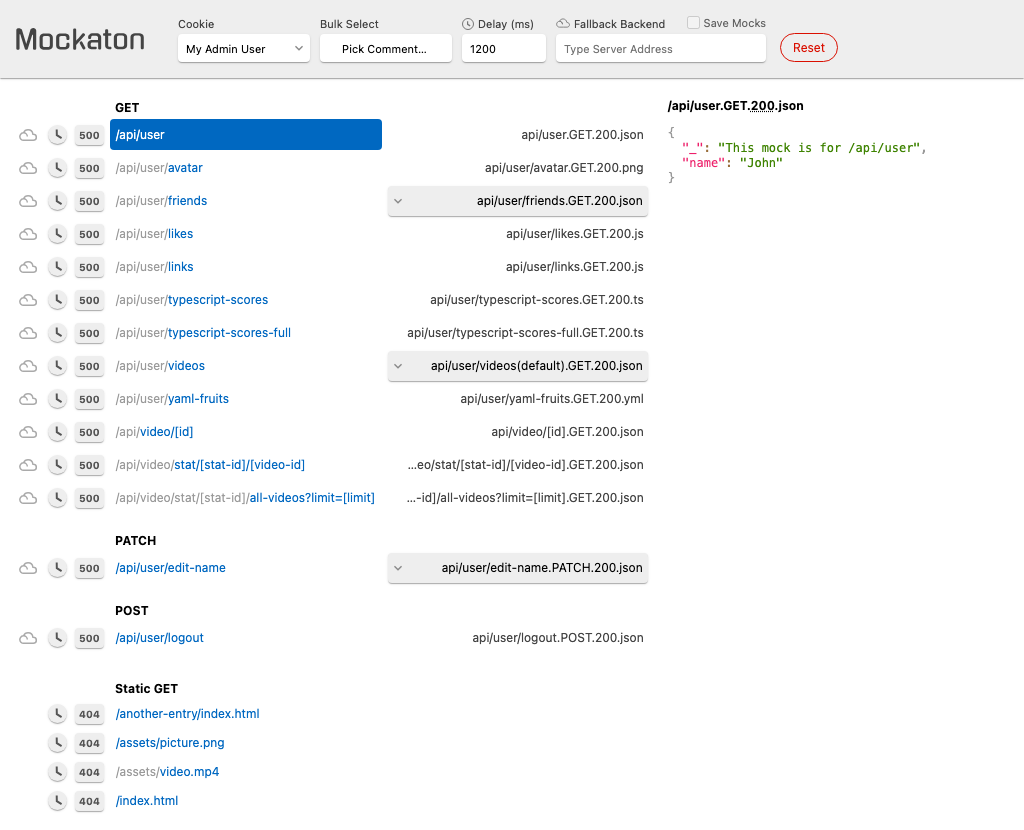 Mockaton
Cookie
My Admin User
Bulk Select
Pick Comment...
Delay (ms)
1200
Fallback Backend
Type Server Address
Save Mocks
Reset
GET
500 /api/user api/user.GET.200.json
500 /api/user/avatar api/user/avatar.GET.200.png
500 /api/user/friends api/user/friends.GET.200.json
500 /api/user/likes api/user/likes.GET.200.js
500 /api/user/links api/user/links.GET.200.js
500 /api/user/typescript-scores api/user/typescript-scores.GET.200.ts
500 /api/user/typescript-scores-full api/user/typescript-scores-full.GET.200.ts
500 /api/user/videos api/user/videos(default).GET.200.json
500 /api/user/yaml-fruits api/user/yaml-fruits.GET.200.yml
500 /api/video/[id] api/video/[id].GET.200.json
500 /api/video/stat/[stat-id]/[video-id] ...eo/stat/[stat-id]/[video-id].GET.200.json
500 /api/video/stat/[stat-id]/all-videos?limit=[limit] ...-id]/all-videos?limit=[limit].GET.200.json
PATCH
500 /api/user/edit-name api/user/edit-name.PATCH.200.json
POST
500 /api/user/logout api/user/logout.POST.200.json
Static GET
404 /another-entry/index.html
404 /assets/picture.png
404 /assets/video.mp4
404 /index.html
/api/user.GET.200.json
{
"_": "This mock is for /api/user",
"name": "John"
}